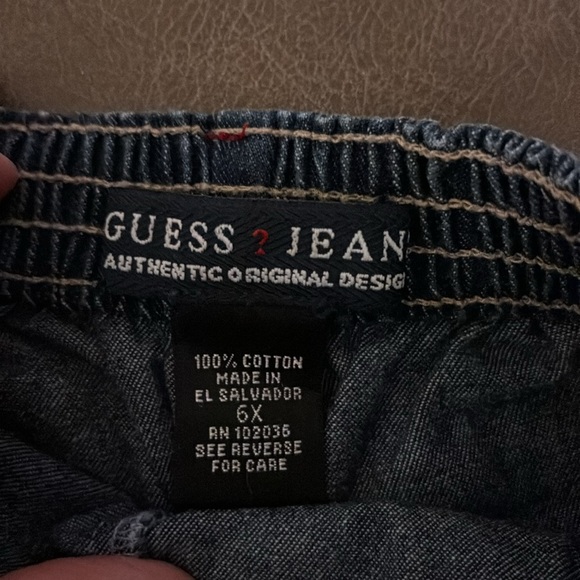 GUESS ? JEAN
AUTHENTIC ORIGINAL DESIG
100% COTTON
MADE IN
EL SALVADOR
6X
RN 102036
SEE REVERSE
FOR CARE